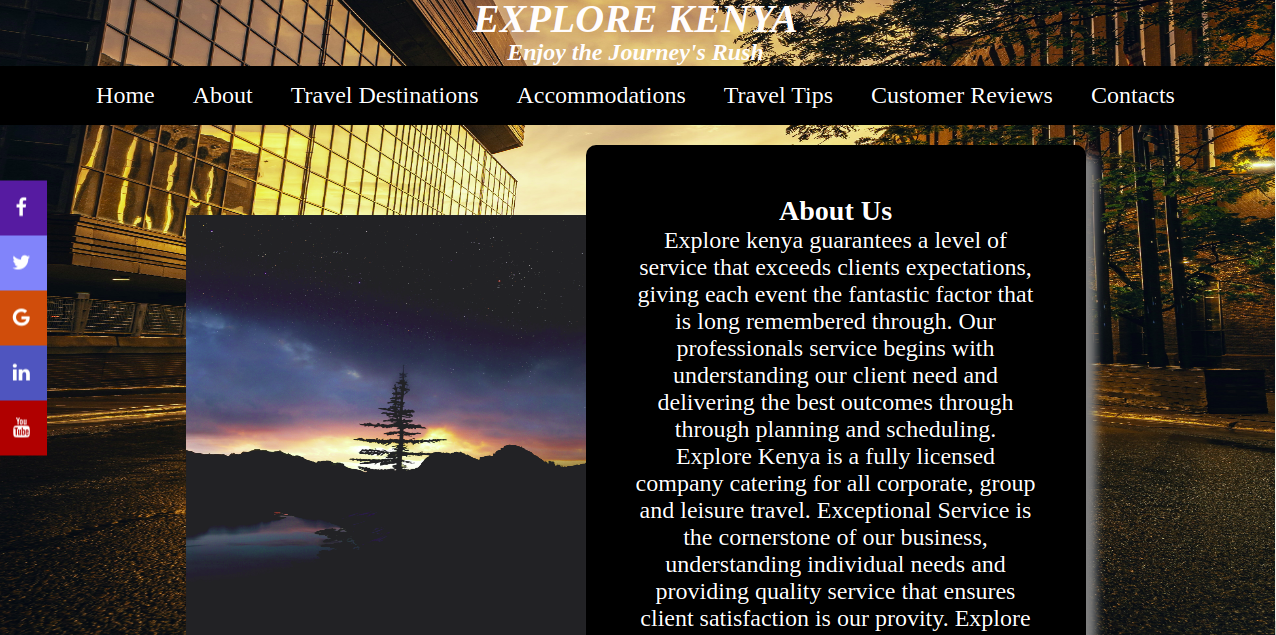 EXPLORE KENYA
Enjoy the Journey's Rush
Home About Travel Destinations Accommodations Travel Tips Customer Reviews Contacts
About Us
Explore kenya guarantees a level of
service that exceeds clients expectations,
giving each event the fantastic factor that
is long remembered through. Our
professionals service begins with
understanding our client need and
delivering the best outcomes through
through planning and scheduling.
Explore Kenya is a fully licensed
company catering for all corporate, group
and leisure travel. Exceptional Service is
the cornerstone of our business,
understanding individual needs and
providing quality service that ensures
client satisfaction is our provity. Explore
f
G
in
You
Tube